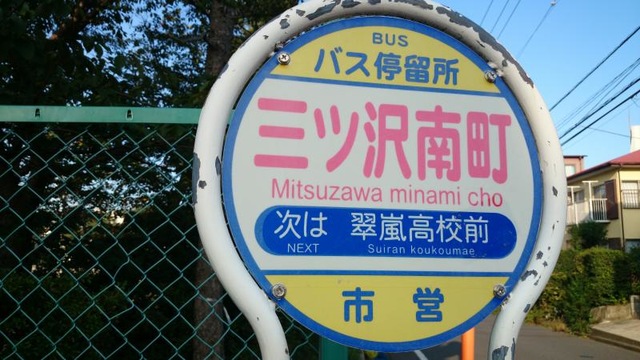 BUS
バス停留所
三ツ沢南町
Mitsuzawa minami cho
次は 翠嵐高校前
NEXT Suiran koukoumae
市営